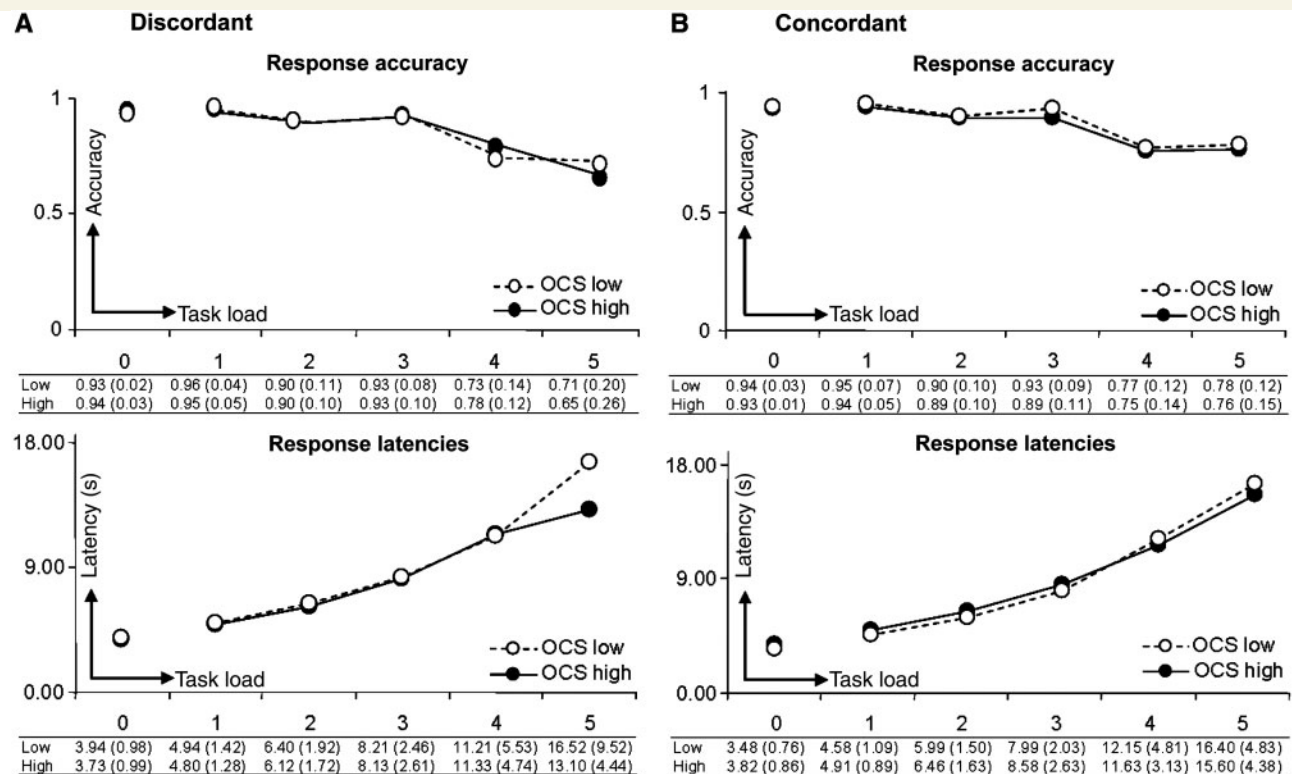 A Discordant
Response accuracy
1
0.5
0
Accuracy
Task load
OCS low
OCS high
0 1 2 3 4 5
Low 0.93 (0.02) 0.96 (0.04) 0.90 (0.11) 0.93 (0.08) 0.73 (0.14) 0.71 (0.20)
High 0.94 (0.03) 0.95 (0.05) 0.90 (0.10) 0.93 (0.10) 0.78 (0.12) 0.65 (0.26)
Response latencies
18.00
9.00
0.00
Latency (s)
Task load
OCS low
OCS high
0 1 2 3 4 5
Low 3.94 (0.98) 4.94 (1.42) 6.40 (1.92) 8.21 (2.46) 11.21 (5.53) 16.52 (9.52)
High 3.73 (0.99) 4.80 (1.28) 6.12 (1.72) 8.13 (2.61) 11.33 (4.74) 13.10 (4.44)
B Concordant
Response accuracy
1
0.5
0
Accuracy
Task load
OCS low
OCS high
0 1 2 3 4 5
Low 0.94 (0.03) 0.95 (0.07) 0.90 (0.10) 0.93 (0.09) 0.77 (0.12) 0.78 (0.12)
High 0.93 (0.01) 0.94 (0.05) 0.89 (0.10) 0.89 (0.11) 0.75 (0.14) 0.76 (0.15)
Response latencies
18.00
9.00
0.00
Latency (s)
Task load
OCS low
OCS high
0 1 2 3 4 5
Low 3.48 (0.76) 4.58 (1.09) 5.99 (1.50) 7.99 (2.03) 12.15 (4.81) 16.40 (4.83)
High 3.82 (0.86) 4.91 (0.89) 6.46 (1.63) 8.58 (2.63) 11.63 (3.13) 15.60 (4.38)